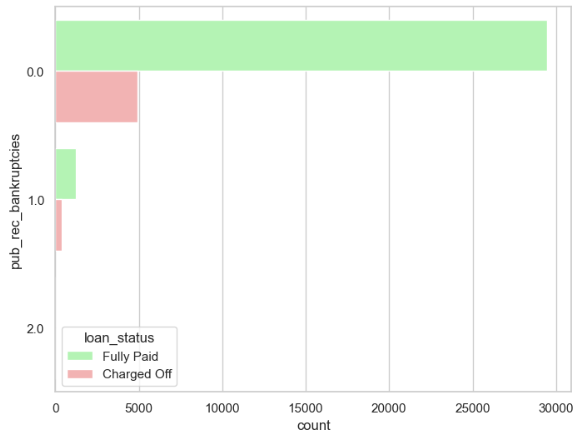 pub_rec_bankruptcies
0.0
1.0
2.0
loan_status
Fully Paid
Charged Off
0 5000 10000 15000 20000 25000 30000
count